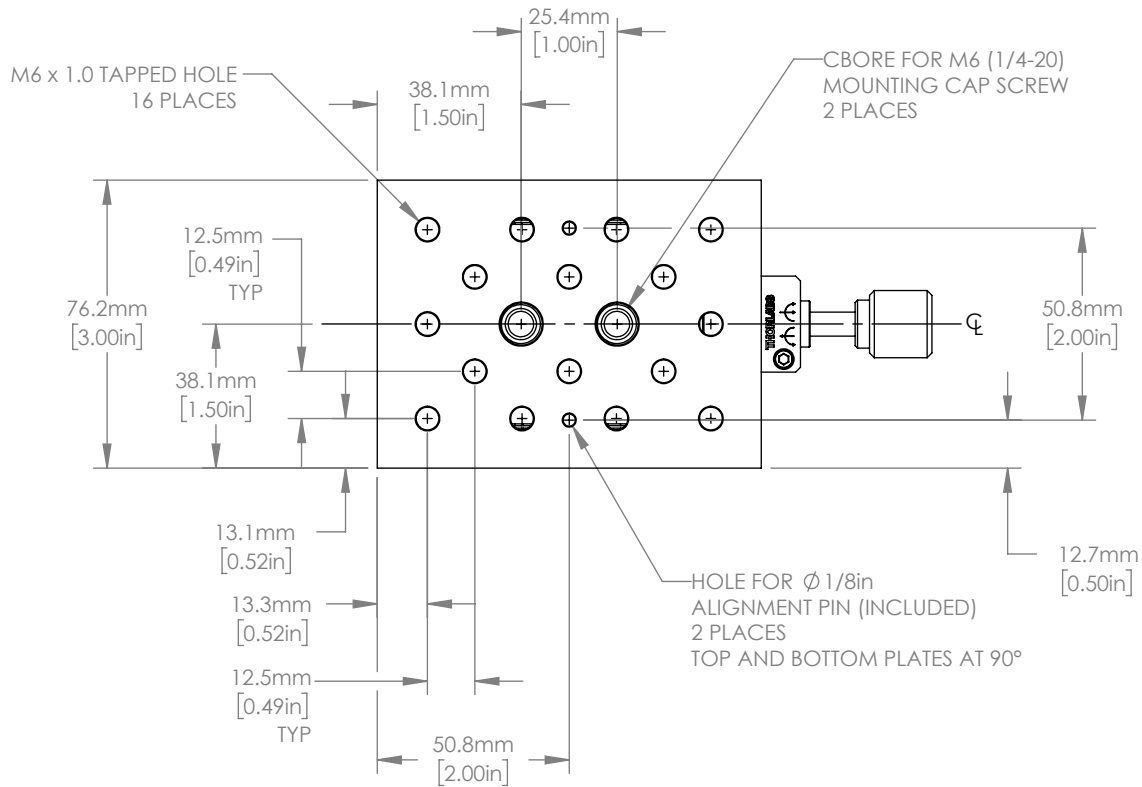 25.4mm
[1.00in]
M6 x 1.0 TAPPED HOLE
16 PLACES
38.1mm
[1.50in]
CBORE FOR M6 (1/4-20)
MOUNTING CAP SCREW
2 PLACES
12.5mm
[0.49in]
TYP
76.2mm
[3.00in]
THORLABS
℄
50.8mm
[2.00in]
38.1mm
[1.50in]
13.1mm
[0.52in]
12.7mm
[0.50in]
HOLE FOR ∅ 1/8in
ALIGNMENT PIN (INCLUDED)
2 PLACES
TOP AND BOTTOM PLATES AT 90°
13.3mm
[0.52in]
12.5mm
[0.49in]
TYP
50.8mm
[2.00in]